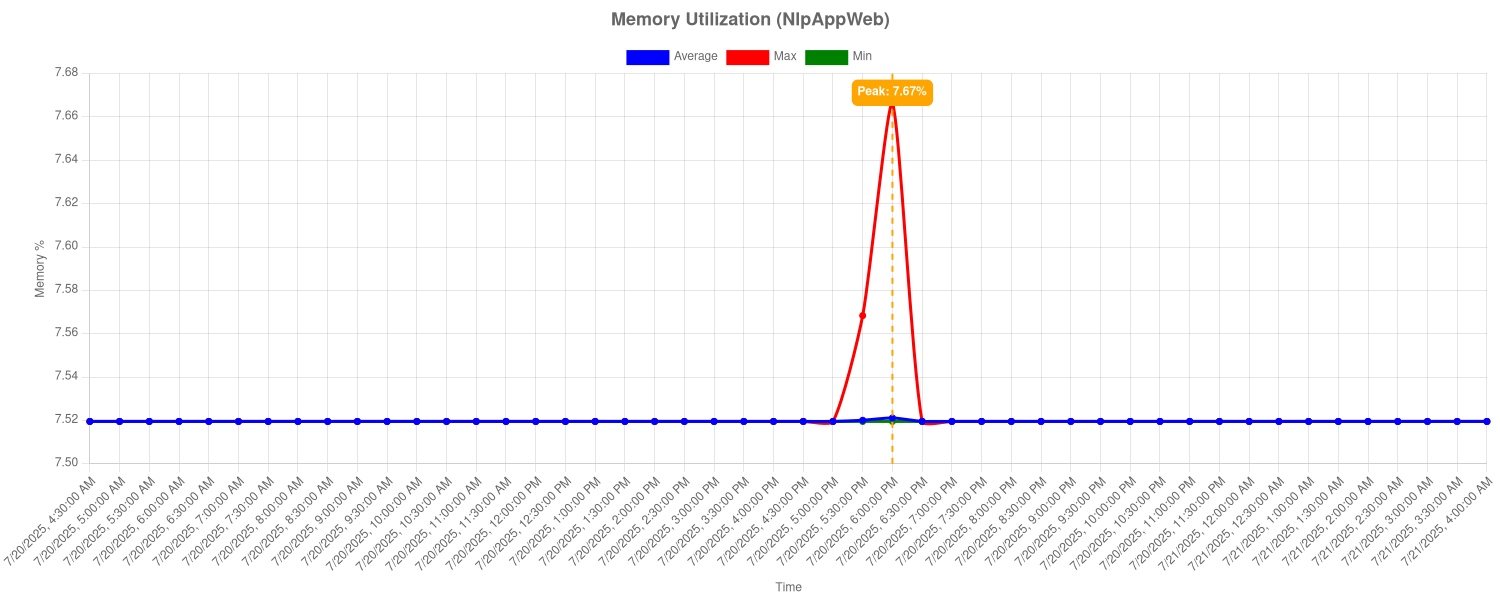 Memory Utilization (NlpAppWeb)
Average Max Min
7.68
Peak: 7.67%
7.66
7.64
7.62
7.60
7.58
7.56
7.54
7.52
7.50
Memory %
7/20/2025, 4:30:00 AM
7/20/2025, 5:00:00 AM
7/20/2025, 5:30:00 AM
7/20/2025, 6:00:00 AM
7/20/2025, 6:30:00 AM
7/20/2025, 7:00:00 AM
7/20/2025, 7:30:00 AM
7/20/2025, 8:00:00 AM
7/20/2025, 8:30:00 AM
7/20/2025, 9:00:00 AM
7/20/2025, 9:30:00 AM
7/20/2025, 10:00:00 AM
7/20/2025, 10:30:00 AM
7/20/2025, 11:00:00 AM
7/20/2025, 11:30:00 AM
7/20/2025, 12:00:00 PM
7/20/2025, 12:30:00 PM
7/20/2025, 1:00:00 PM
7/20/2025, 1:30:00 PM
7/20/2025, 2:00:00 PM
7/20/2025, 2:30:00 PM
7/20/2025, 3:00:00 PM
7/20/2025, 3:30:00 PM
7/20/2025, 4:00:00 PM
7/20/2025, 4:30:00 PM
7/20/2025, 5:00:00 PM
7/20/2025, 5:30:00 PM
7/20/2025, 6:00:00 PM
7/20/2025, 6:30:00 PM
7/20/2025, 7:00:00 PM
7/20/2025, 7:30:00 PM
7/20/2025, 8:00:00 PM
7/20/2025, 8:30:00 PM
7/20/2025, 9:00:00 PM
7/20/2025, 9:30:00 PM
7/20/2025, 10:00:00 PM
7/20/2025, 10:30:00 PM
7/20/2025, 11:00:00 PM
7/20/2025, 11:30:00 PM
7/21/2025, 12:00:00 AM
7/21/2025, 12:30:00 AM
7/21/2025, 1:00:00 AM
7/21/2025, 1:30:00 AM
7/21/2025, 2:00:00 AM
7/21/2025, 2:30:00 AM
7/21/2025, 3:00:00 AM
7/21/2025, 3:30:00 AM
7/21/2025, 4:00:00 AM
Time